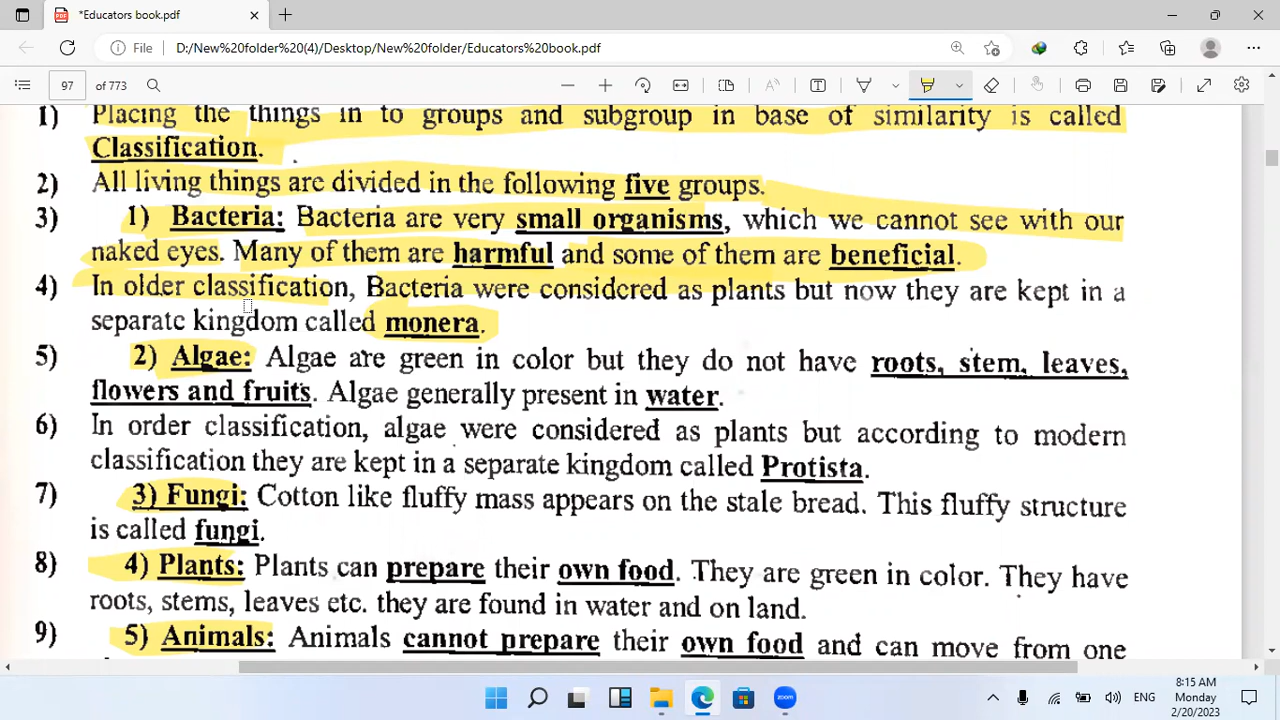 *Educators book.pdf
File D:/New%20folder%20(4)/Desktop/New%20folder/Educators%20book.pdf
97 of 773
1) Placing the things in to groups and subgroup in base of similarity is called
Classification.
2) All living things are divided in the following five groups.
3) 1) Bacteria: Bacteria are very small organisms, which we cannot see with our
naked eyes. Many of them are harmful and some of them are beneficial.
4) In older classification, Bacteria were considered as plants but now they are kept in a
separate kingdom called monera.
5) 2) Algae: Algae are green in color but they do not have roots, stem, leaves,
flowers and fruits. Algae generally present in water.
6) In order classification, algae were considered as plants but according to modern
classification they are kept in a separate kingdom called Protista.
7) 3) Fungi: Cotton like fluffy mass appears on the stale bread. This fluffy structure
is called fungi.
8) 4) Plants: Plants can prepare their own food. They are green in color. They have
roots, stems, leaves etc. they are found in water and on land.
9) 5) Animals: Animals cannot prepare their own food and can move from one
zoom
ENG
8:15 AM
Monday
2/20/2023